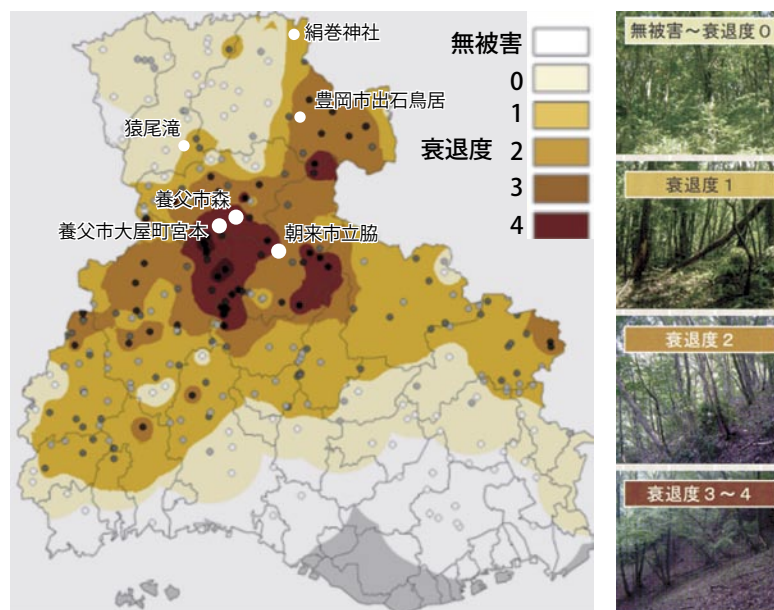 絹巻神社
豊岡市出石鳥居
猿尾滝
養父市森
養父市大屋町宮本
朝来市立脇
無被害
衰退度
0
1
2
3
4
無被害～衰退度0
衰退度1
衰退度2
衰退度3～4